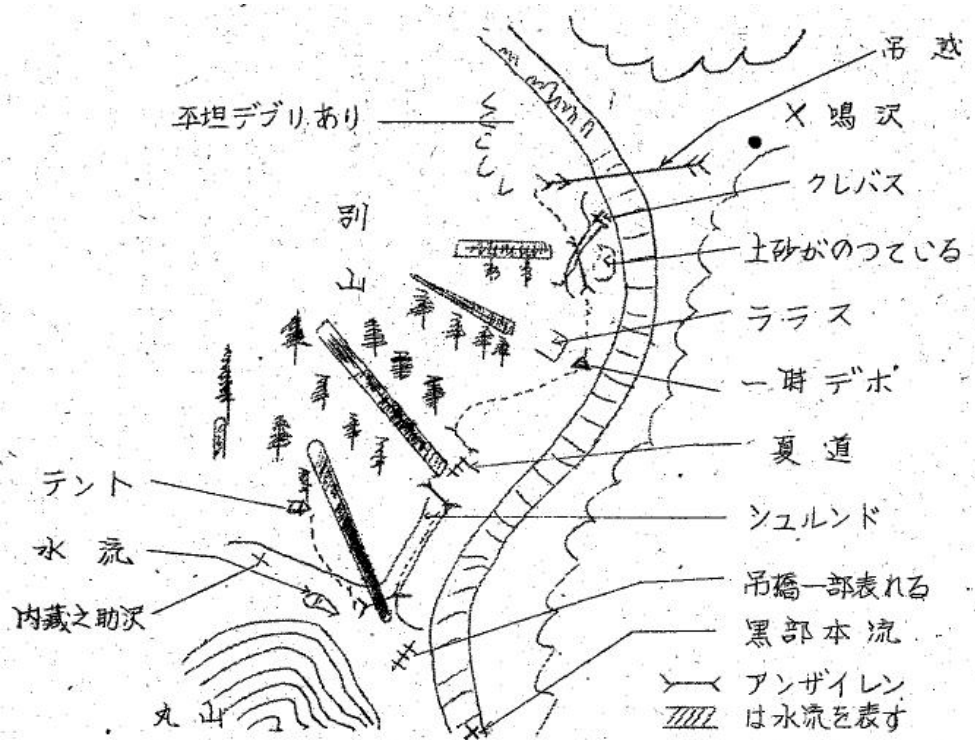 吊越
鳴沢
平坦デブリあり
クレバス
別山
土砂がのつている
ララス
一時デポ
夏道
テント
シュルンド
水流
吊橋一部表れる
内蔵之助沢
黒部本流
アンザイレン
は水流を表す
丸山